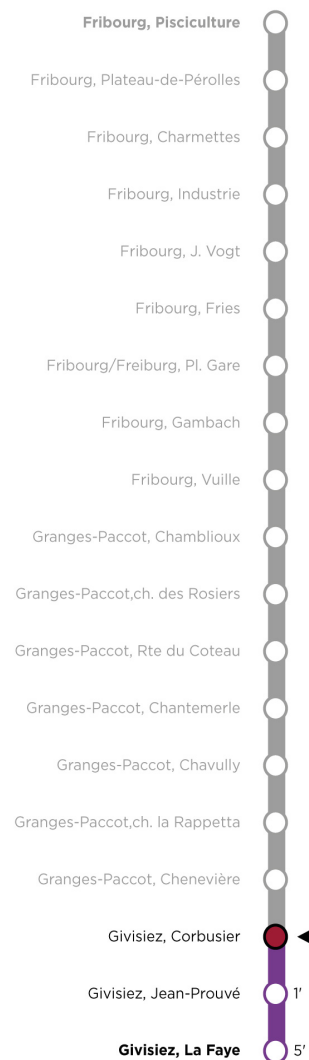 Fribourg, Pisciculture
Fribourg, Plateau-de-Pérolles
Fribourg, Charmettes
Fribourg, Industrie
Fribourg, J. Vogt
Fribourg, Fries
Fribourg/Freiburg, Pl. Gare
Fribourg, Gambach
Fribourg, Vuille
Granges-Paccot, Chamblioux
Granges-Paccot,ch. des Rosiers
Granges-Paccot, Rte du Coteau
Granges-Paccot, Chantemerle
Granges-Paccot, Chavully
Granges-Paccot,ch. la Rappetta
Granges-Paccot, Chenevière
Givisiez, Corbusier
Givisiez, Jean-Prouvé 1'
Givisiez, La Faye 5'